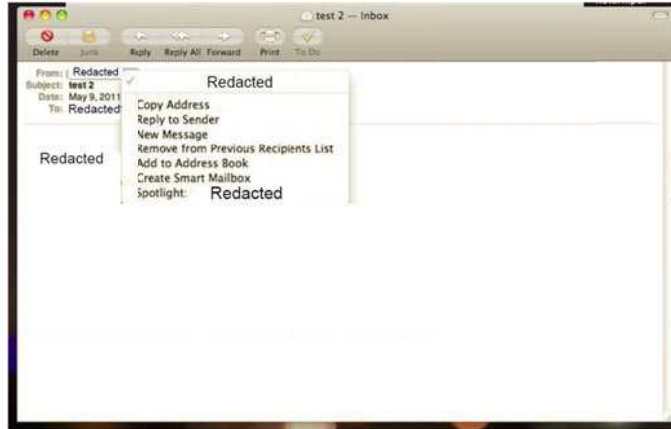 test 2 — Inbox
Delete Junk Reply Reply All Forward Print To Do
From: Redacted
Subject: test 2
Date: May 9, 2011
To: Redacted
Redacted
Copy Address
Reply to Sender
New Message
Remove from Previous Recipients List
Add to Address Book
Create Smart Mailbox
Spotlight: Redacted
Redacted